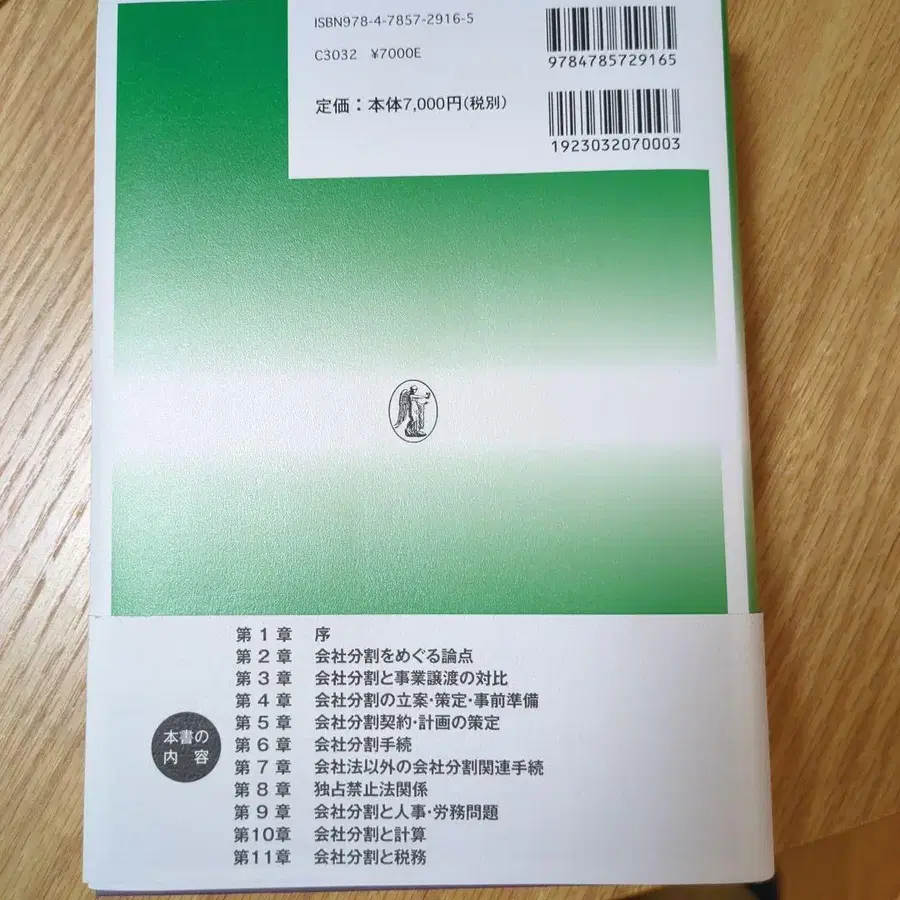 ISBN978-4-7857-2916-5
C3032 ¥7000E
定価：本体7,000円（税別）
9784785729165
1923032070003
本書の
内 容
第 1 章 序
第 2 章 会社分割をめぐる論点
第 3 章 会社分割と事業譲渡の対比
第 4 章 会社分割の立案・策定・事前準備
第 5 章 会社分割契約・計画の策定
第 6 章 会社分割手続
第 7 章 会社法以外の会社分割関連手続
第 8 章 独占禁止法関係
第 9 章 会社分割と人事・労務問題
第10章 会社分割と計算
第11章 会社分割と税務